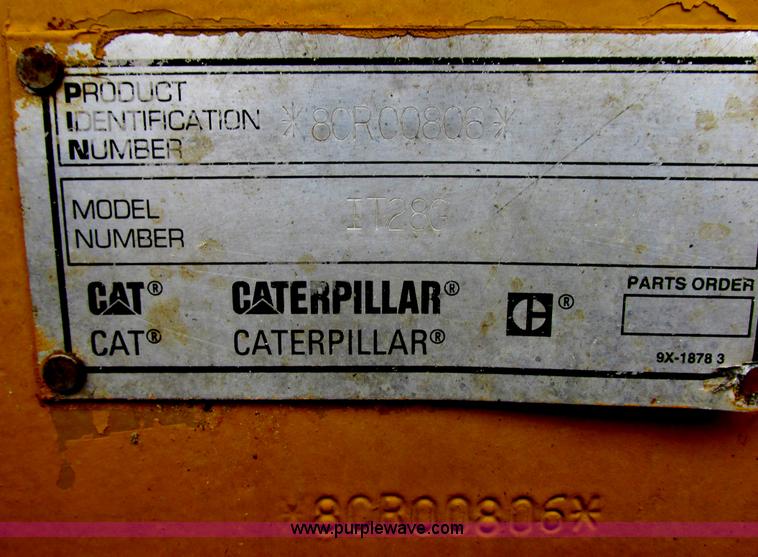 PRODUCT
IDENTIFICATION *8CR00806*
NUMBER
MODEL IT28G
NUMBER
CAT® CATERPILLAR® ®
CAT® CATERPILLAR®
PARTS ORDER
9X-1878 3
*8CR00806*
www.purplewave.com